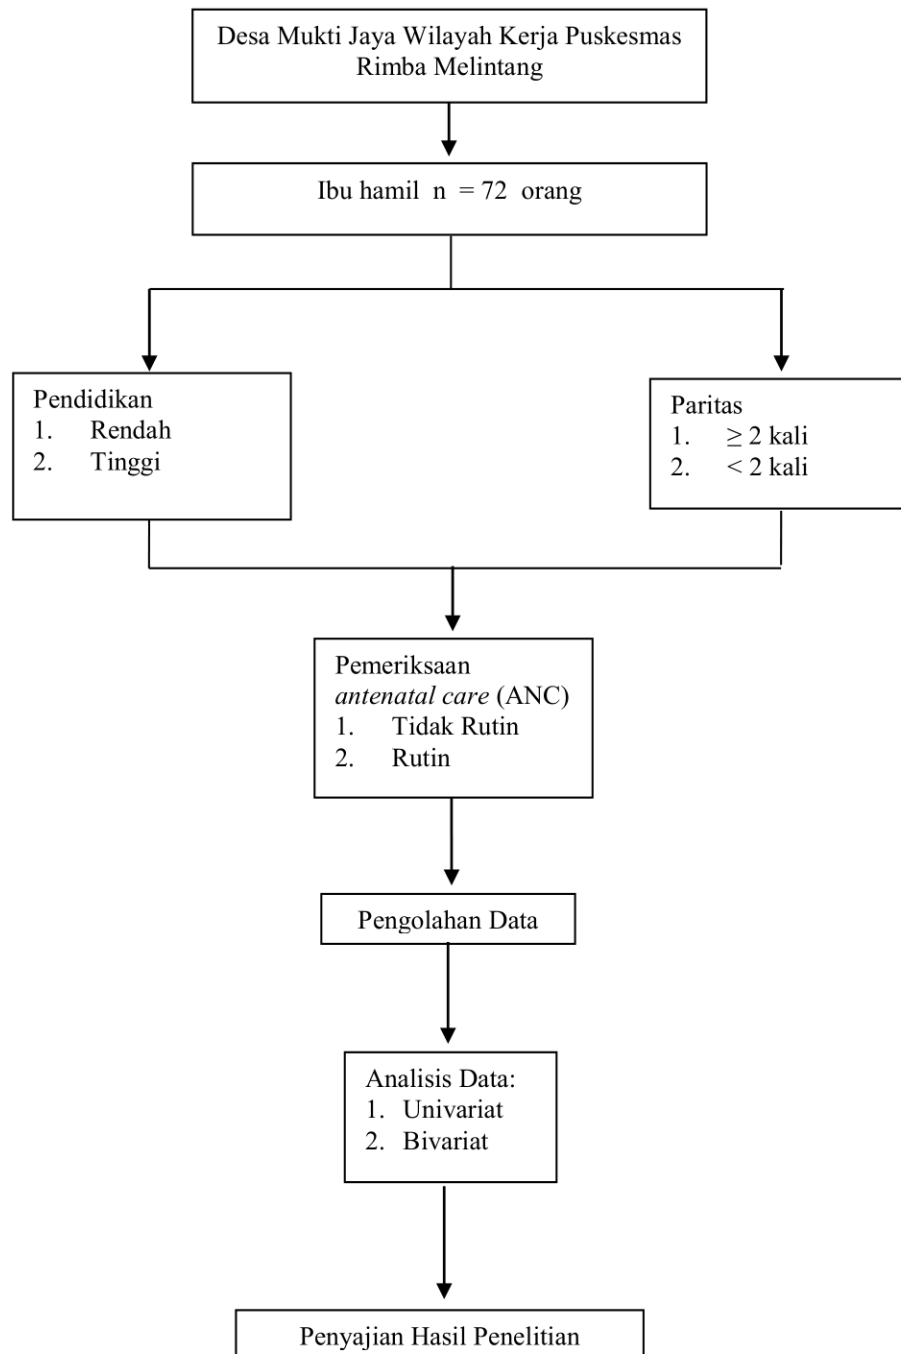 Desa Mukti Jaya Wilayah Kerja Puskesmas
Rimba Melintang
Ibu hamil n = 72 orang
Pendidikan
1. Rendah
2. Tinggi
Paritas
1. ≥ 2 kali
2. < 2 kali
Pemeriksaan
antenatal care (ANC)
1. Tidak Rutin
2. Rutin
Pengolahan Data
Analisis Data:
1. Univariat
2. Bivariat
Penyajian Hasil Penelitian